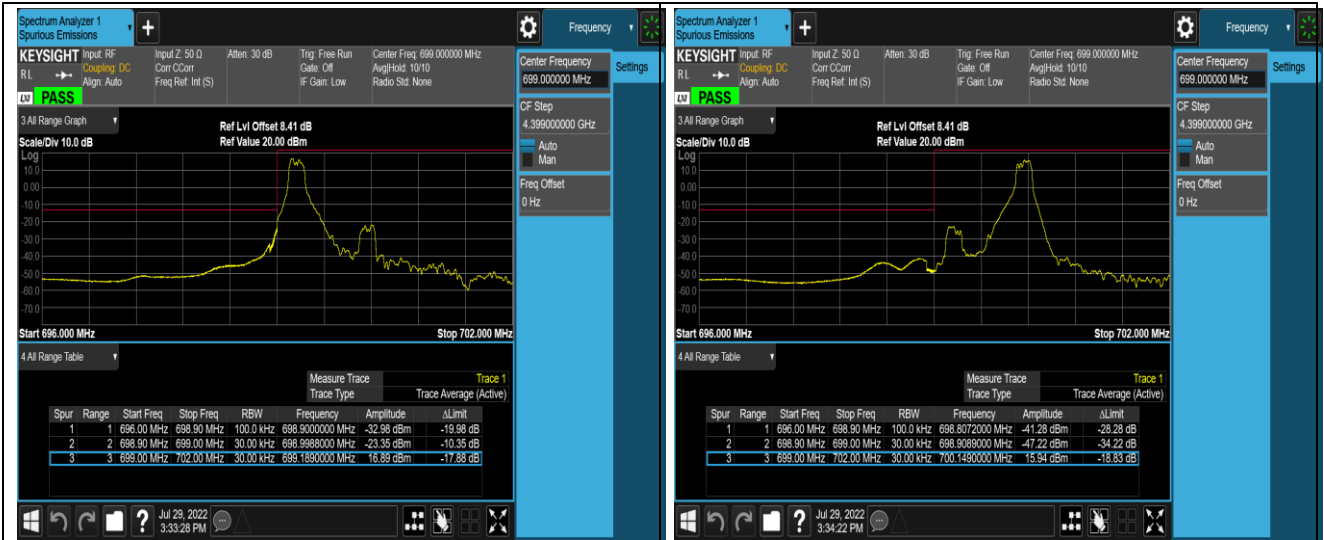 Spectrum Analyzer 1
Spurious Emissions
Frequency
KEYSIGHT Input: RF Input Z: 50 Ω Atten: 30 dB Trig: Free Run Center Freq: 699.000000 MHz
Coupling: DC Corr CCorr Gate: Off Avg|Hold: 10/10
RL Align: Auto Freq Ref: Int (S) IF Gain: Low Radio Std: None
PASS
3 All Range Graph
Ref Lvl Offset 8.41 dB
Scale/Div 10.0 dB Ref Value 20.00 dBm
Log
10.0
0.00
-10.0
-20.0
-30.0
-40.0
-50.0
-60.0
-70.0
Start 696.000 MHz Stop 702.000 MHz
4 All Range Table
Measure Trace Trace 1
Trace Type Trace Average (Active)
Spur Range Start Freq Stop Freq RBW Frequency Amplitude ΔLimit
1 1 696.00 MHz 698.90 MHz 100.0 kHz 698.9000000 MHz -32.98 dBm -19.98 dB
2 2 698.90 MHz 699.00 MHz 30.00 kHz 698.9988000 MHz -23.35 dBm -10.35 dB
3 3 699.00 MHz 702.00 MHz 30.00 kHz 699.1890000 MHz 16.89 dBm -17.88 dB
Jul 29, 2022
3:33:28 PM
Center Frequency
699.000000 MHz
Settings
CF Step
4.399000000 GHz
Auto
Man
Freq Offset
0 Hz
Spectrum Analyzer 1
Spurious Emissions
Frequency
KEYSIGHT Input: RF Input Z: 50 Ω Atten: 30 dB Trig: Free Run Center Freq: 699.000000 MHz
Coupling: DC Corr CCorr Gate: Off Avg|Hold: 10/10
RL Align: Auto Freq Ref: Int (S) IF Gain: Low Radio Std: None
PASS
3 All Range Graph
Ref Lvl Offset 8.41 dB
Scale/Div 10.0 dB Ref Value 20.00 dBm
Log
10.0
0.00
-10.0
-20.0
-30.0
-40.0
-50.0
-60.0
-70.0
Start 696.000 MHz Stop 702.000 MHz
4 All Range Table
Measure Trace Trace 1
Trace Type Trace Average (Active)
Spur Range Start Freq Stop Freq RBW Frequency Amplitude ΔLimit
1 1 696.00 MHz 698.90 MHz 100.0 kHz 698.8072000 MHz -41.28 dBm -28.28 dB
2 2 698.90 MHz 699.00 MHz 30.00 kHz 698.9089000 MHz -47.22 dBm -34.22 dB
3 3 699.00 MHz 702.00 MHz 30.00 kHz 700.1490000 MHz 15.94 dBm -18.83 dB
Jul 29, 2022
3:34:22 PM
Center Frequency
699.000000 MHz
Settings
CF Step
4.399000000 GHz
Auto
Man
Freq Offset
0 Hz